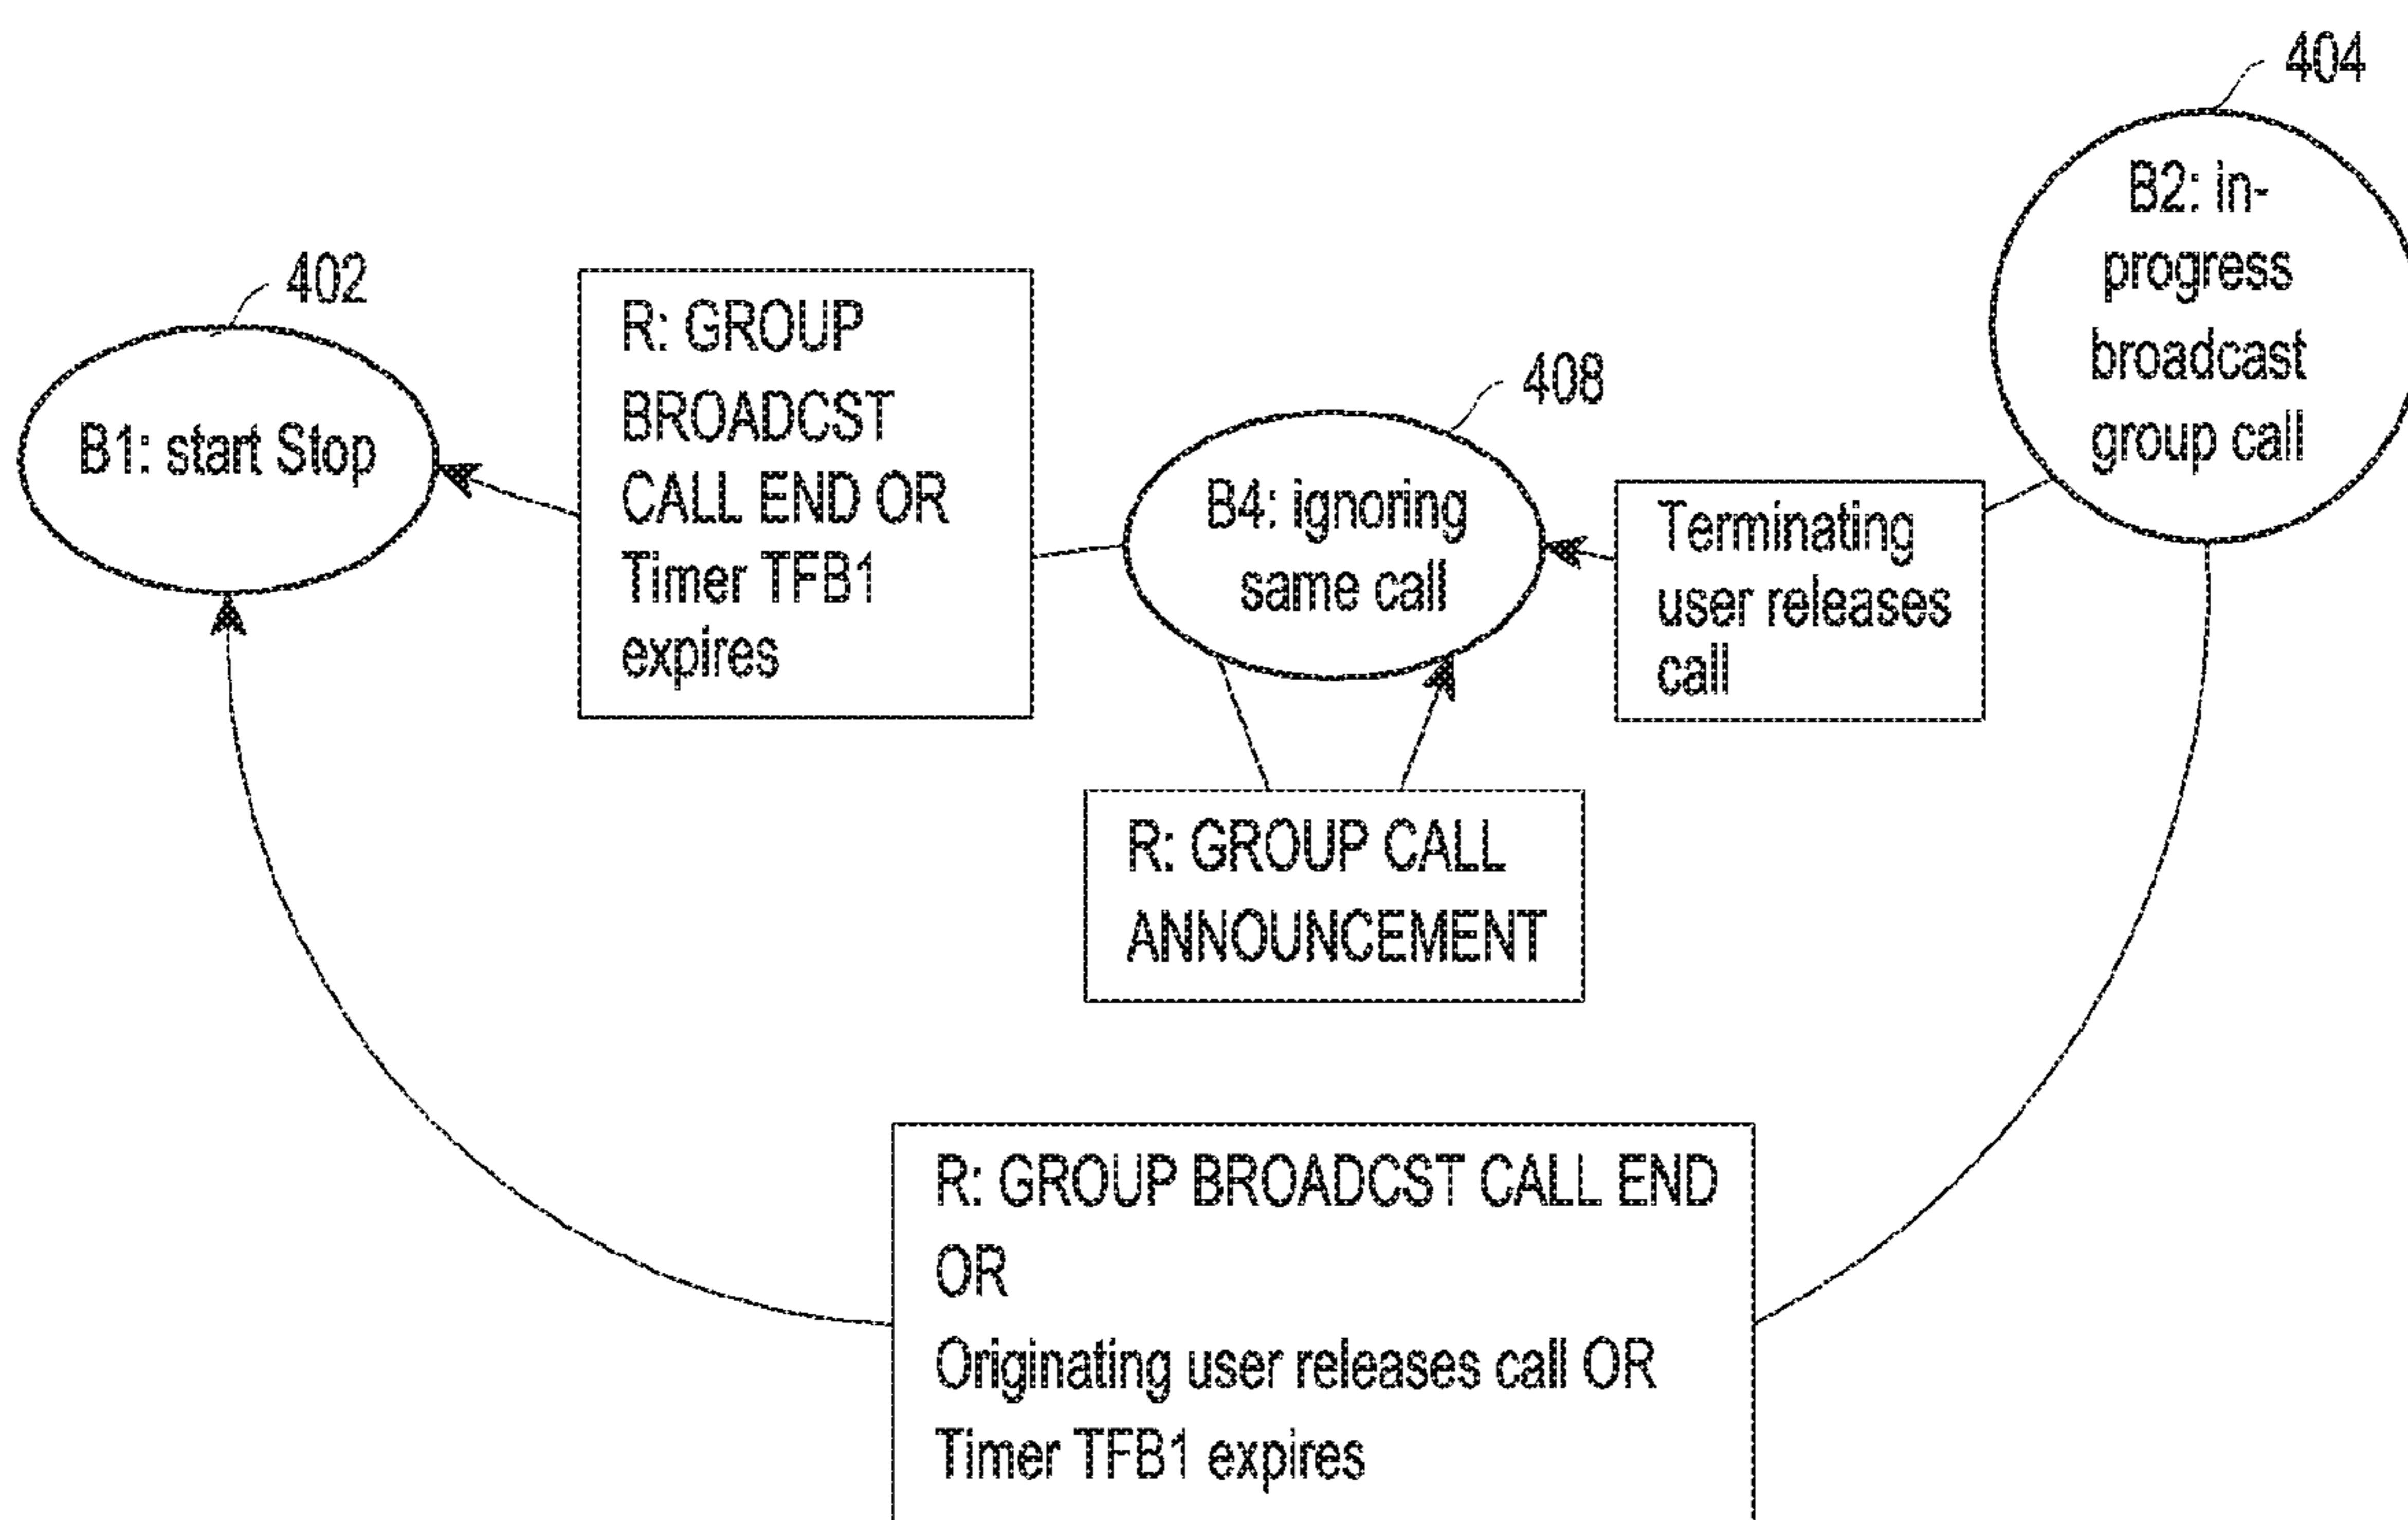 404
B2: in-
progress
broadcast
group call
402
B1: start Stop
R: GROUP
BROADCST
CALL END OR
Timer TFB1
expires
408
B4: ignoring
same call
Terminating
user releases
call
R: GROUP CALL
ANNOUNCEMENT
R: GROUP BROADCST CALL END
OR
Originating user releases call OR
Timer TFB1 expires